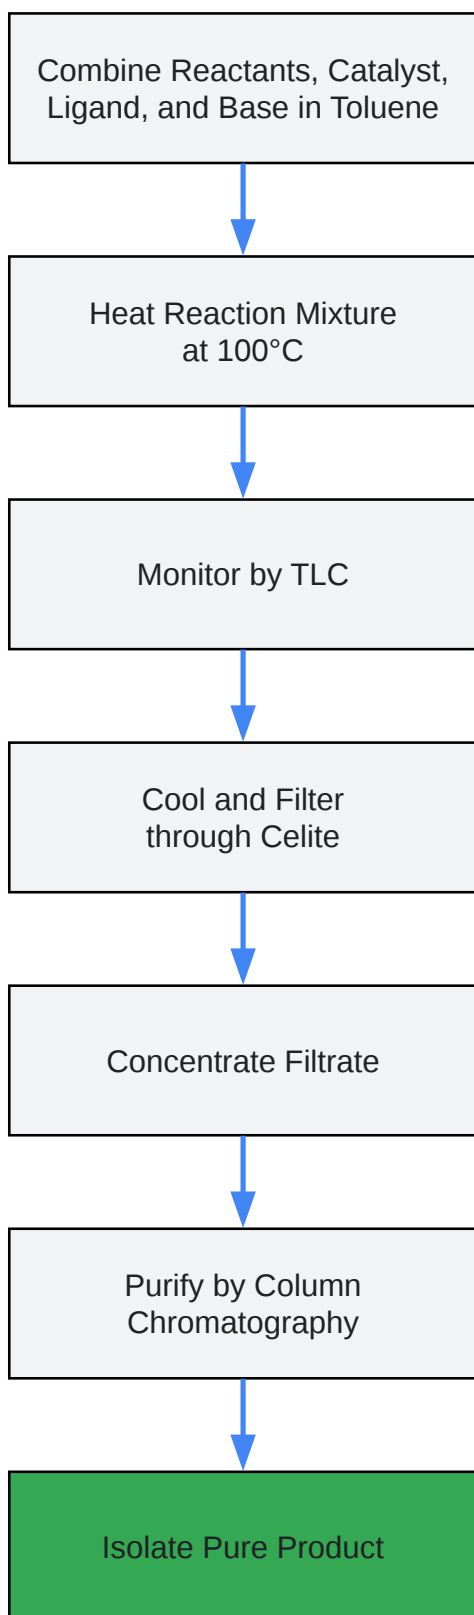 Combine Reactants, Catalyst,
Ligand, and Base in Toluene
Heat Reaction Mixture
at 100°C
Monitor by TLC
Cool and Filter
through Celite
Concentrate Filtrate
Purify by Column
Chromatography
Isolate Pure Product